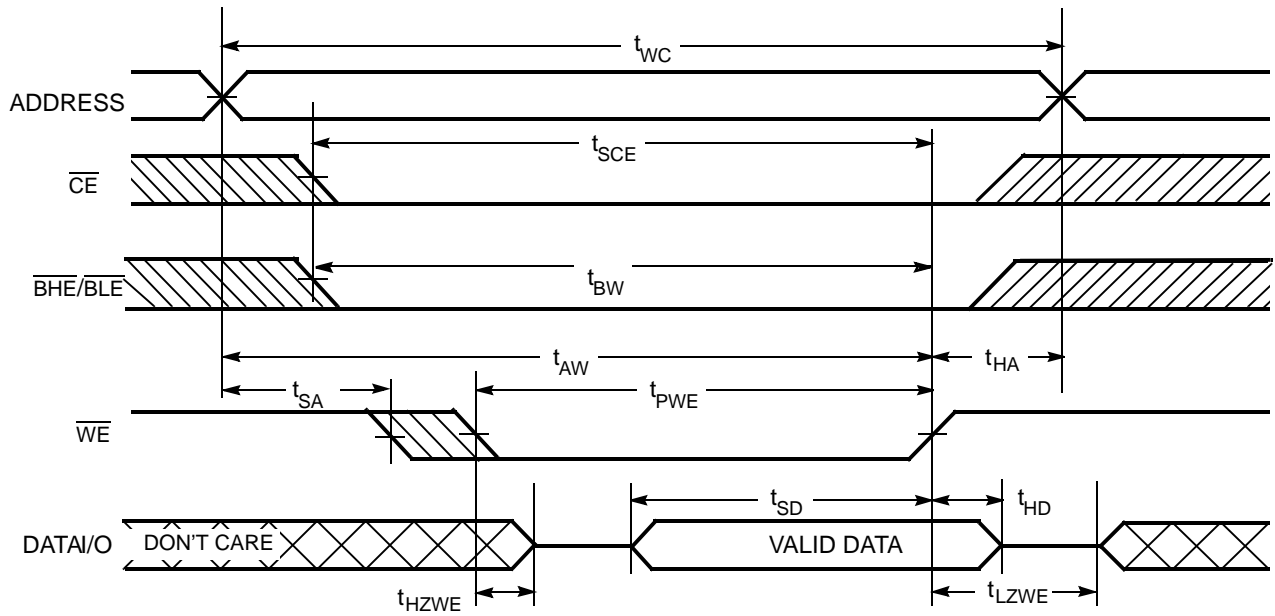 tWC
ADDRESS
tSCE
CE
BHE/BLE
tBW
tAW
tHA
tSA
tPWE
WE
tSD
tHD
DATAI/O
DON'T CARE
VALID DATA
tHZWE
tLZWE